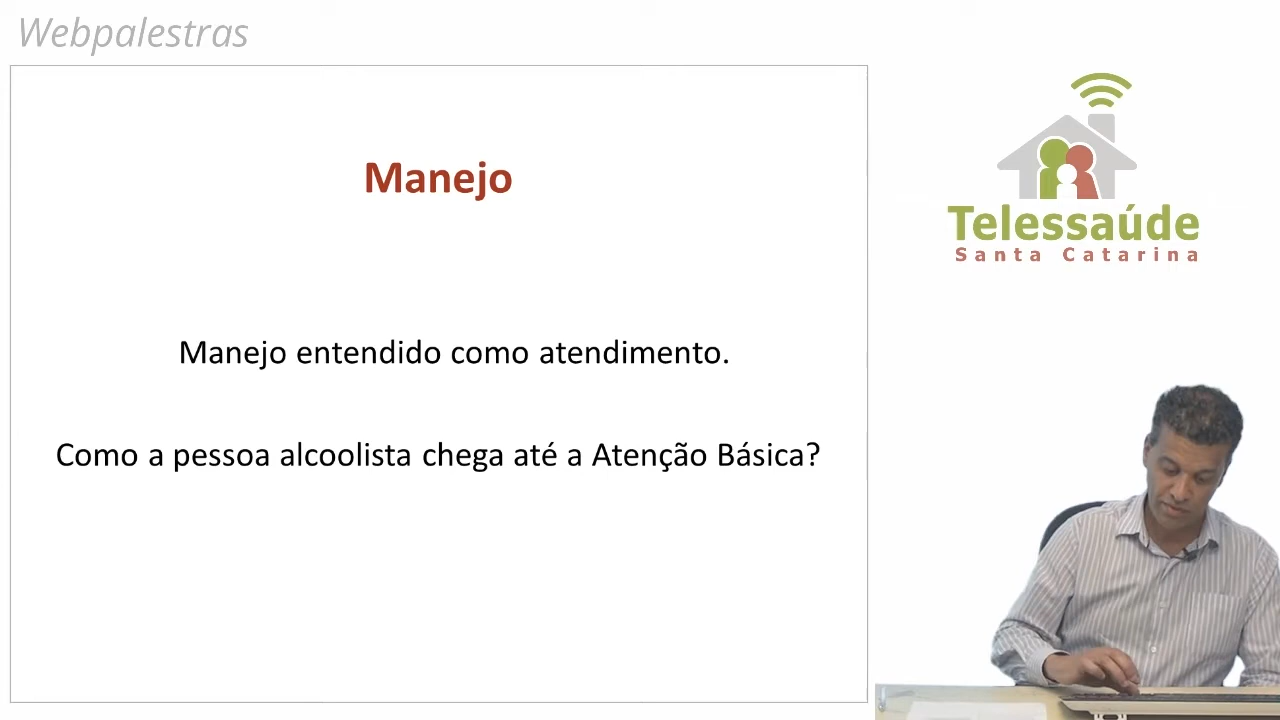 Webpalestras
Manejo
Manejo entendido como atendimento.
Como a pessoa alcoolista chega até a Atenção Básica?
Telessaúde
Santa Catarina